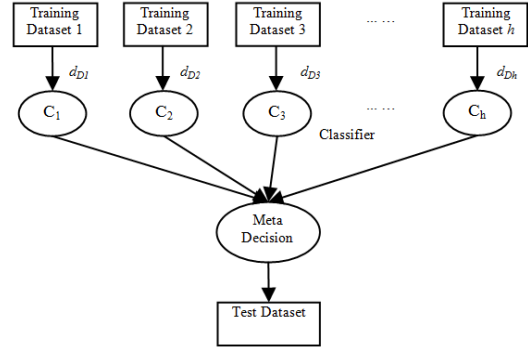 Training Dataset 1
Training Dataset 2
Training Dataset 3
... ...
Training Dataset h
dD1
dD2
dD3
dDh
C1
C2
C3
... ...
Ch
Classifier
Meta Decision
Test Dataset